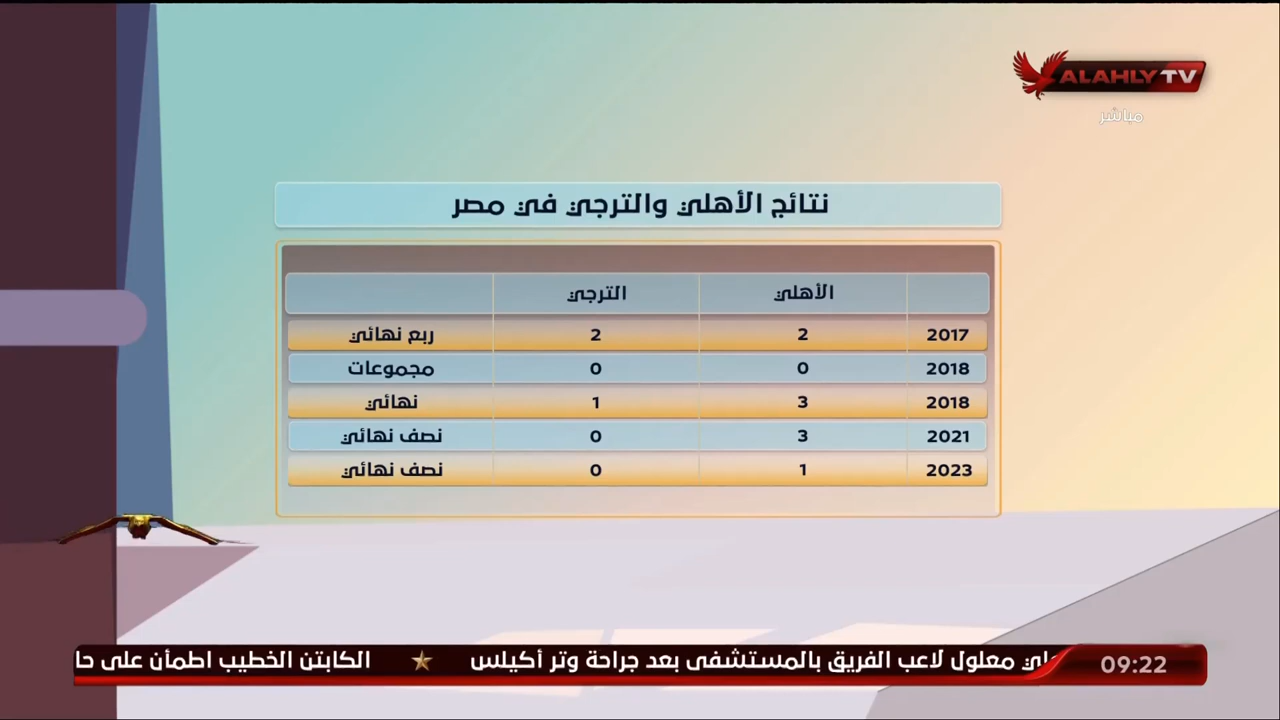 ALAHLY TV
مباشر
نتائج الأهلي والترجي في مصر
الأهلي الترجي
2017 2 2 ربع نهائي
2018 0 0 مجموعات
2018 3 1 نهائي
2021 3 0 نصف نهائي
2023 1 0 نصف نهائي
09:22 معلول لاعب الفريق بالمستشفى بعد جراحة وتر أكيلس ★ الكابتن الخطيب اطمأن على